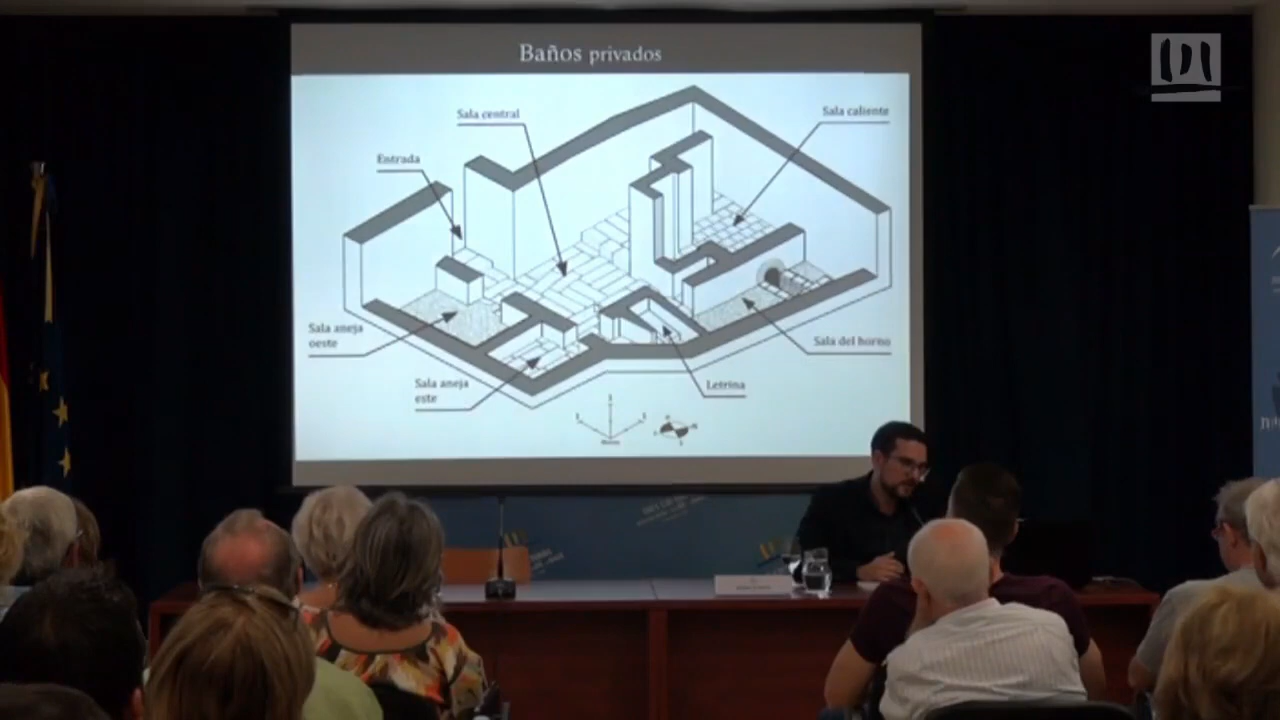 Baños privados
Sala central
Sala caliente
Entrada
Sala aneja
oeste
Sala del horno
Sala aneja
este
Letrina